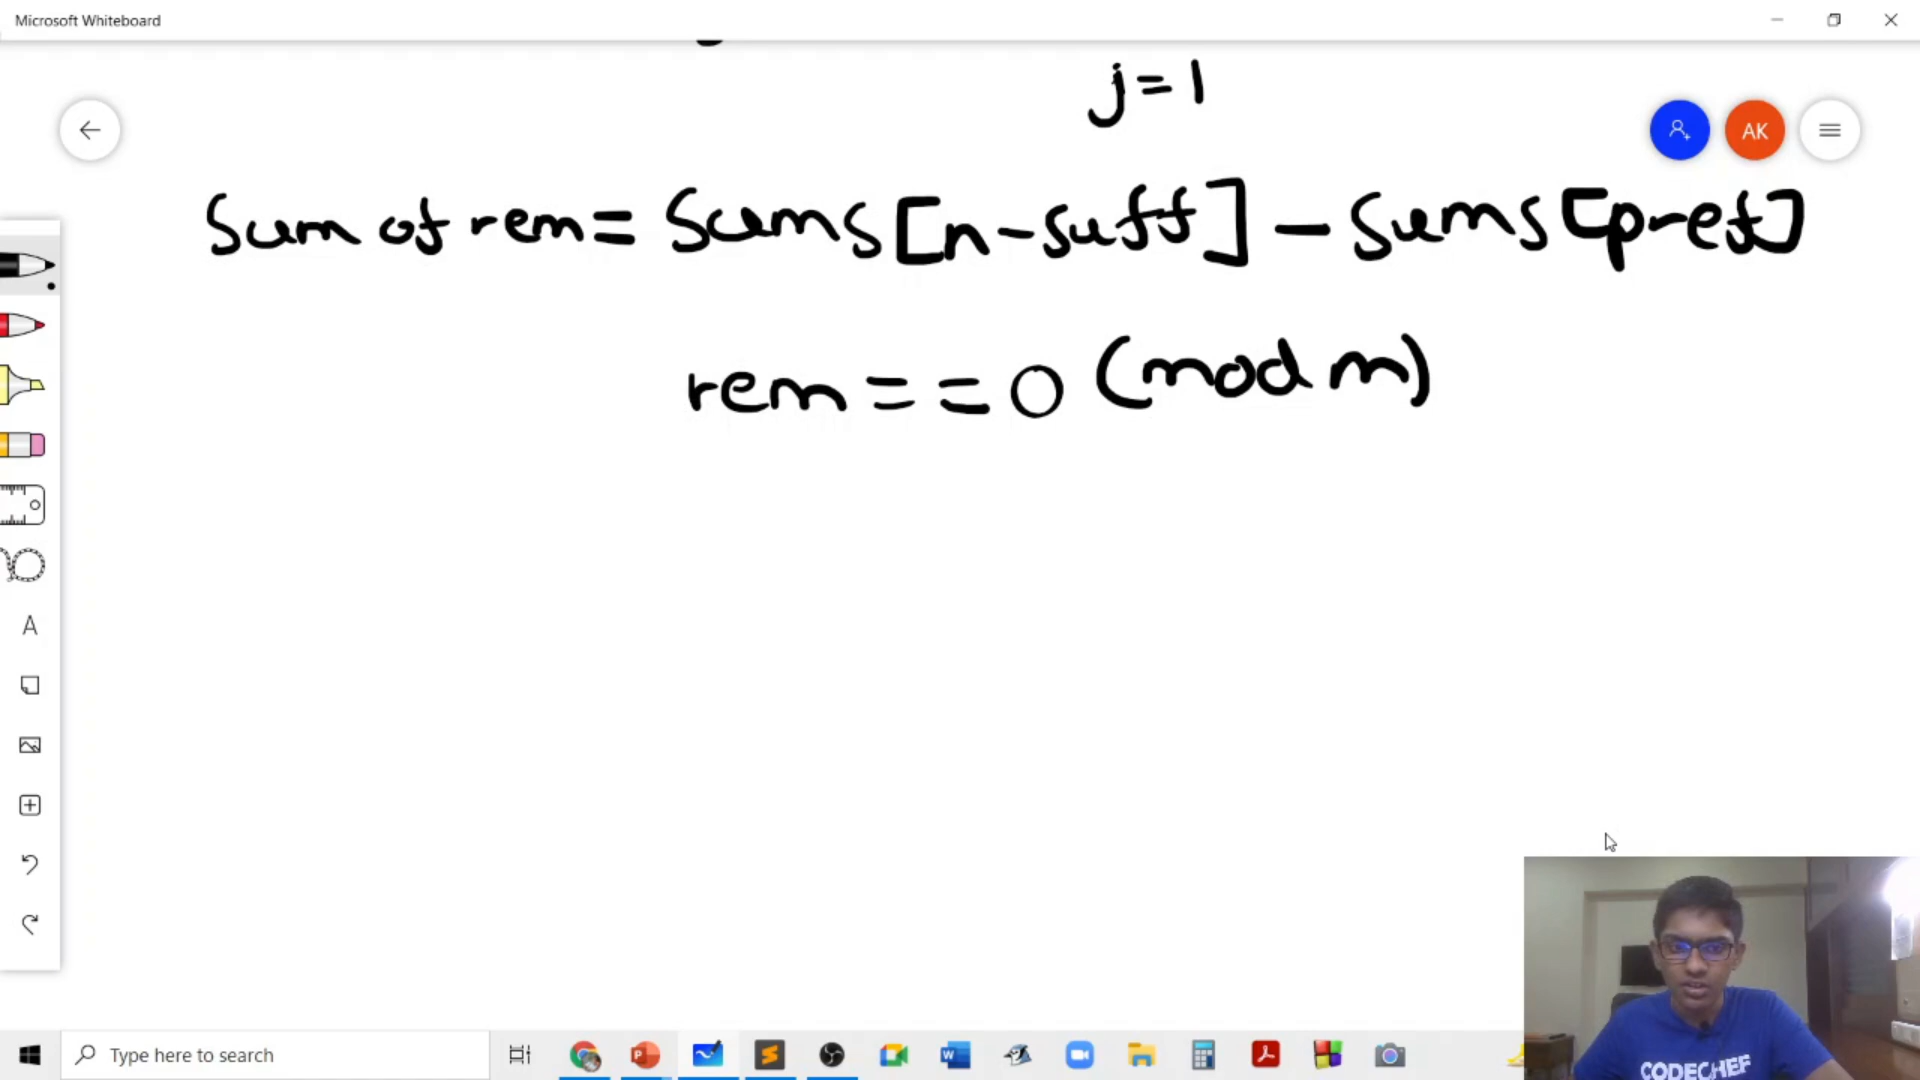 Microsoft Whiteboard
j=1
AK
Sum of rem = Sums[n-suff] - Sums[pref]
rem = = 0 (mod m)
A
Type here to search
CODECHEF